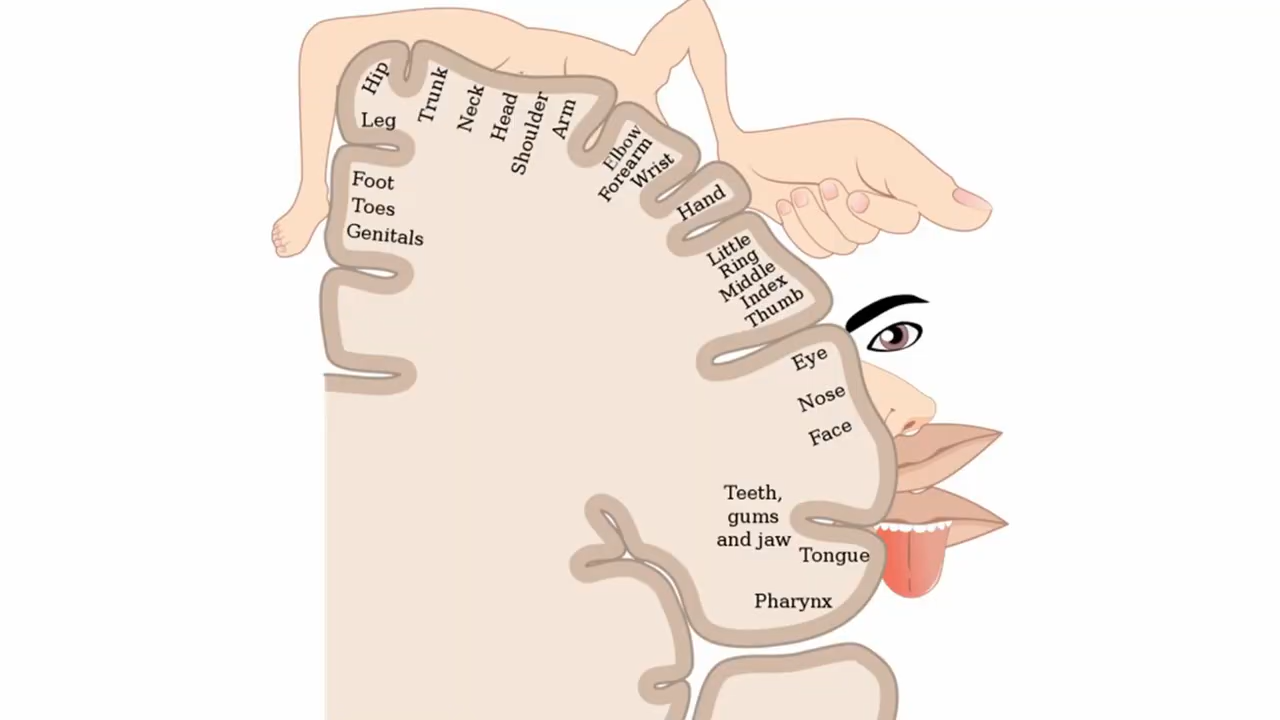 Hip
Leg
Foot
Toes
Genitals
Trunk
Neck
Head
Shoulder
Arm
Elbow
Forearm
Wrist
Hand
Little
Ring
Middle
Index
Thumb
Eye
Nose
Face
Teeth,
gums
and jaw
Tongue
Pharynx